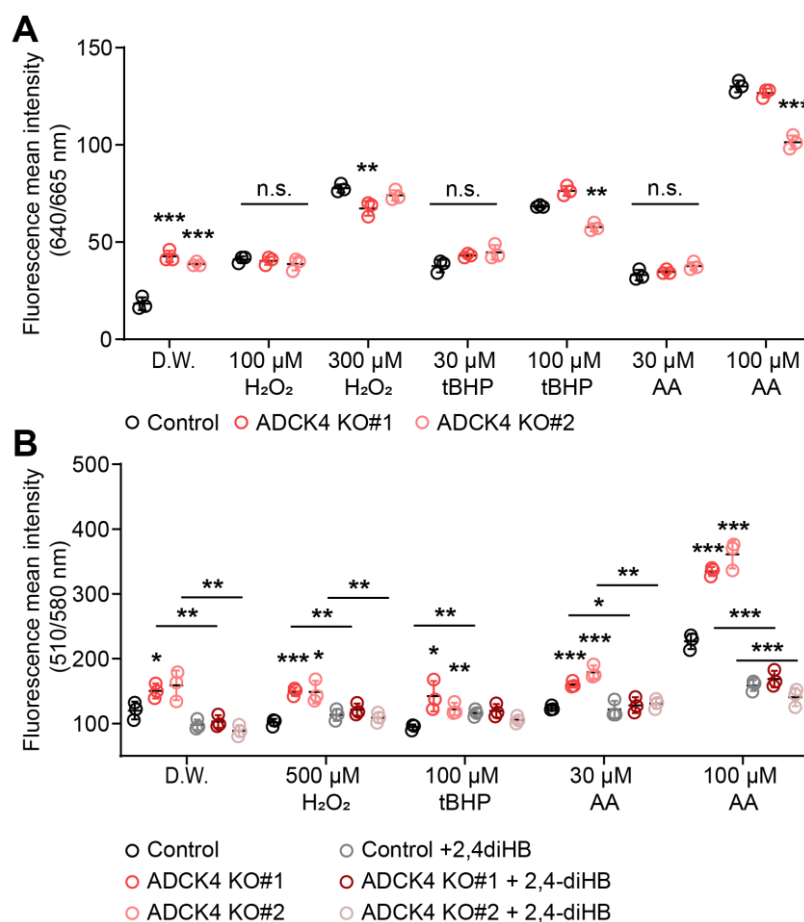 A
Fluorescence mean intensity
(640/665 nm)
150
100
50
0
***
***
n.s.
**
n.s.
**
n.s.
***
D.W.
100 µM
H₂O₂
300 µM
H₂O₂
30 µM
tBHP
100 µM
tBHP
30 µM
AA
100 µM
AA
Control
ADCK4 KO#1
ADCK4 KO#2
B
Fluorescence mean intensity
(510/580 nm)
500
400
300
200
100
*
**
**
***
*
**
**
*
**
**
***
***
*
**
***
***
***
***
D.W.
500 µM
H₂O₂
100 µM
tBHP
30 µM
AA
100 µM
AA
Control
Control +2,4diHB
ADCK4 KO#1
ADCK4 KO#1 + 2,4-diHB
ADCK4 KO#2
ADCK4 KO#2 + 2,4-diHB